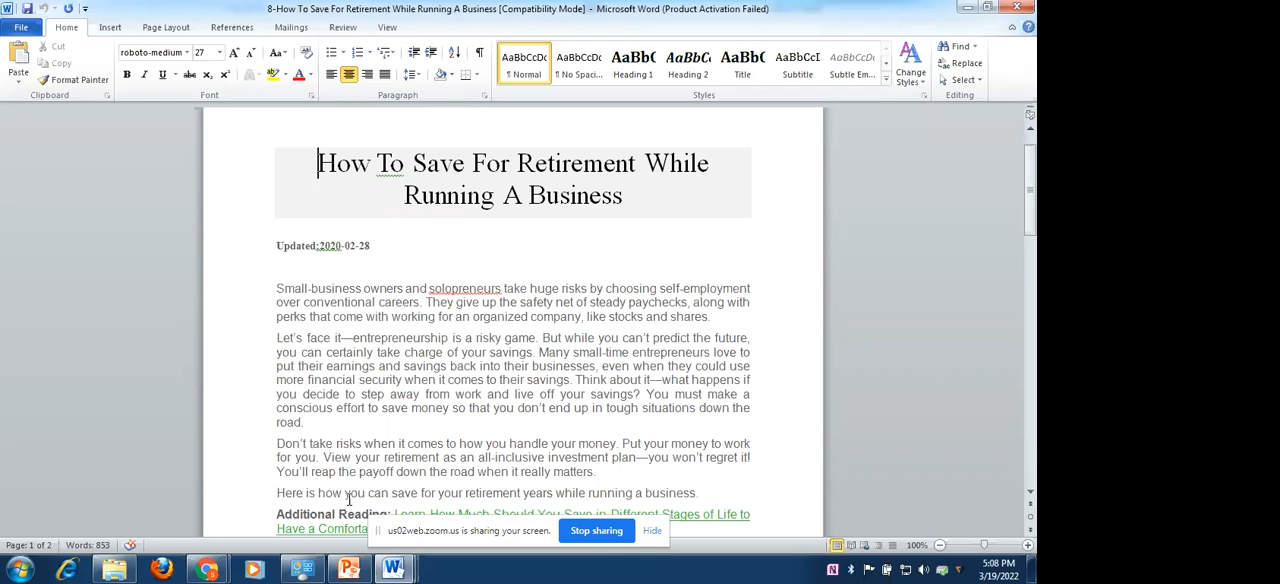 8-How To Save For Retirement While Running A Business [Compatibility Mode] - Microsoft Word (Product Activation Failed)
File Home Insert Page Layout References Mailings Review View
Paste
Cut
Copy
Format Painter
Clipboard
roboto-medium 27
Font
Paragraph
AaBbCcDc AaBbCcDc AaBbC AaBbCc AaBbC AaBbCcI AaBbCcDc
¶ Normal ¶ No Spaci... Heading 1 Heading 2 Title Subtitle Subtle Em...
Change
Styles
Styles
Find
Replace
Select
Editing
How To Save For Retirement While
Running A Business
Updated:2020-02-28
Small-business owners and solopreneurs take huge risks by choosing self-employment
over conventional careers. They give up the safety net of steady paychecks, along with
perks that come with working for an organized company, like stocks and shares.
Let's face it—entrepreneurship is a risky game. But while you can't predict the future,
you can certainly take charge of your savings. Many small-time entrepreneurs love to
put their earnings and savings back into their businesses, even when they could use
more financial security when it comes to their savings. Think about it—what happens if
you decide to step away from work and live off your savings? You must make a
conscious effort to save money so that you don't end up in tough situations down the
road.
Don't take risks when it comes to how you handle your money. Put your money to work
for you. View your retirement as an all-inclusive investment plan—you won't regret it!
You'll reap the payoff down the road when it really matters.
Here is how you can save for your retirement years while running a business.
Additional Reading: Learn How Much Should You Save in Different Stages of Life to
Have a Comforta
us02web.zoom.us is sharing your screen. Stop sharing Hide
Page: 1 of 2 Words: 853 100%
5:08 PM
3/19/2022